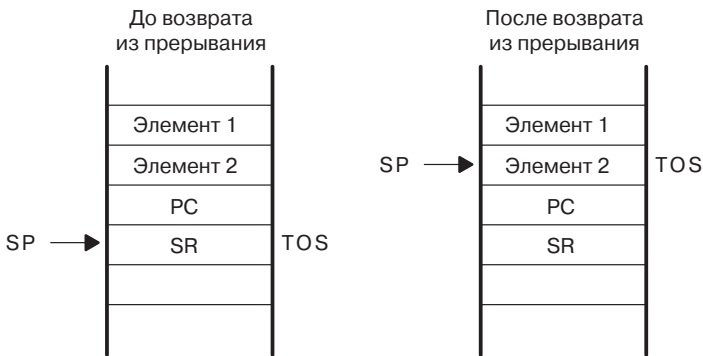 До возврата
из прерывания
Элемент 1
Элемент 2
PC
SP
SR
TOS
После возврата
из прерывания
Элемент 1
SP
Элемент 2
TOS
PC
SR